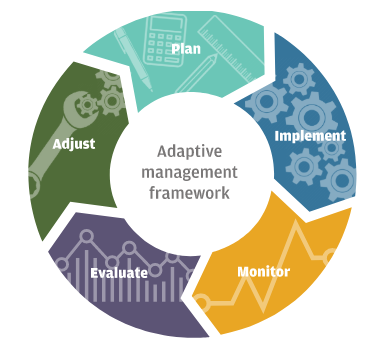 Plan
Implement
Monitor
Evaluate
Adjust
Adaptive
management
framework